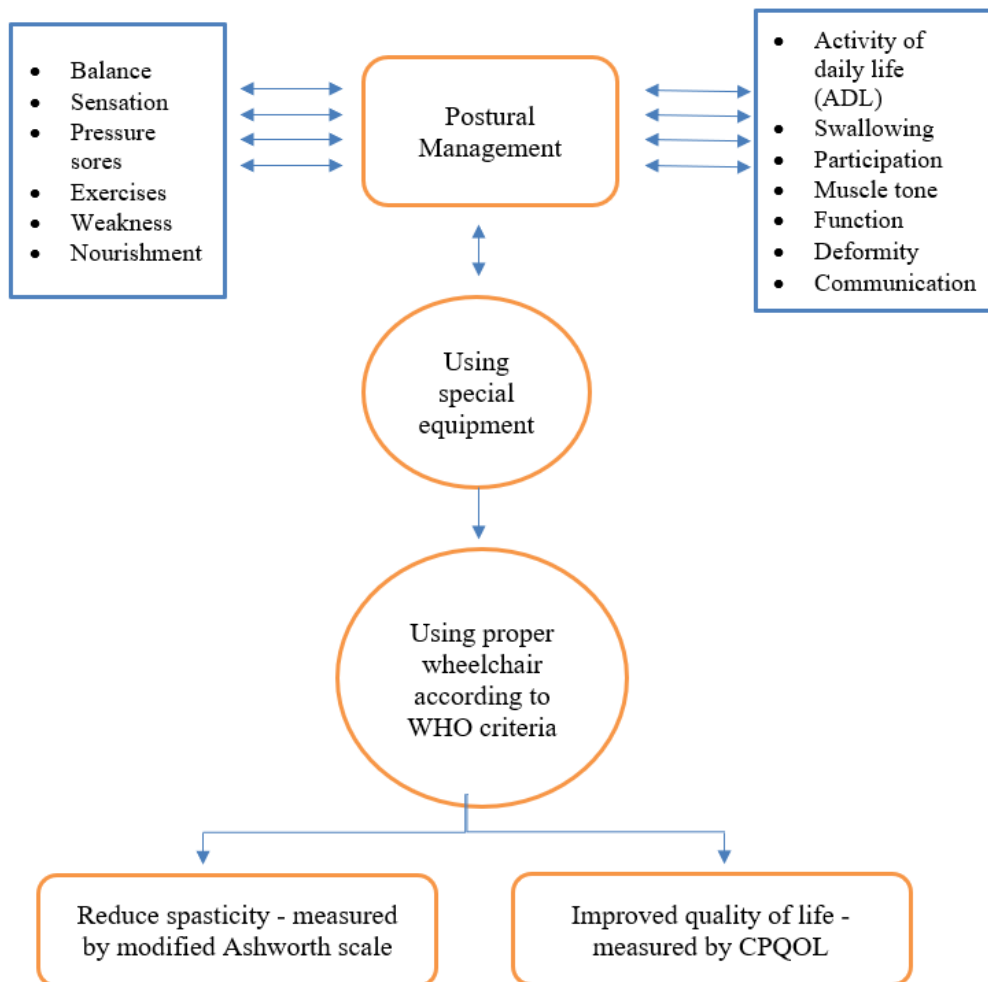 • Balance
• Sensation
• Pressure
sores
• Exercises
• Weakness
• Nourishment
Postural
Management
• Activity of
daily life
(ADL)
• Swallowing
• Participation
• Muscle tone
• Function
• Deformity
• Communication
Using
special
equipment
Using proper
wheelchair
according to
WHO criteria
Reduce spasticity - measured
by modified Ashworth scale
Improved quality of life -
measured by CPQOL